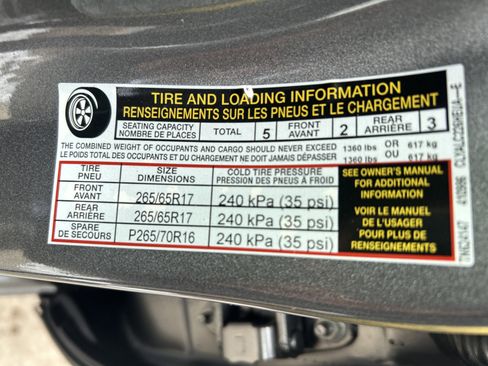 TIRE AND LOADING INFORMATION
RENSEIGNEMENTS SUR LES PNEUS ET LE CHARGEMENT
SEATING CAPACITY
NOMBRE DE PLACES
TOTAL 5
FRONT
AVANT 2
REAR
ARRIÈRE 3
THE COMBINED WEIGHT OF OCCUPANTS AND CARGO SHOULD NEVER EXCEED 1360 lbs OR 617 kg
LE POIDS TOTAL DES OCCUPANTS ET DU CHARGEMENT NE DOIT JAMAIS DÉPASSER 1360 lbs OU 617 kg
TIRE
PNEU
SIZE
DIMENSIONS
COLD TIRE PRESSURE
PRESSION DES PNEUS À FROID
FRONT
AVANT
265/65R17
240 kPa (35 psi)
REAR
ARRIÈRE
265/65R17
240 kPa (35 psi)
SPARE
DE SECOURS
P265/70R16
240 kPa (35 psi)
SEE OWNER'S MANUAL
FOR ADDITIONAL
INFORMATION
VOIR LE MANUEL
DE L'USAGER
POUR PLUS DE
RENSEIGNEMENTS